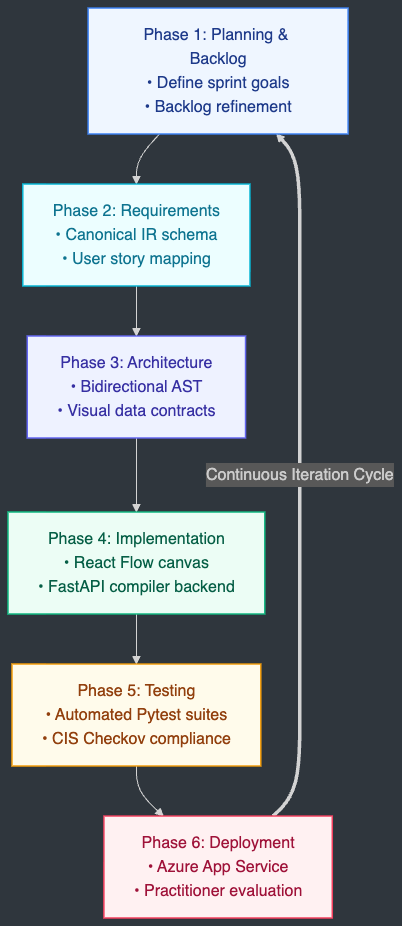 Phase 1: Planning &
Backlog
• Define sprint goals
• Backlog refinement
Phase 2: Requirements
• Canonical IR schema
• User story mapping
Phase 3: Architecture
• Bidirectional AST
• Visual data contracts
Continuous Iteration Cycle
Phase 4: Implementation
• React Flow canvas
• FastAPI compiler backend
Phase 5: Testing
• Automated Pytest suites
• CIS Checkov compliance
Phase 6: Deployment
• Azure App Service
• Practitioner evaluation